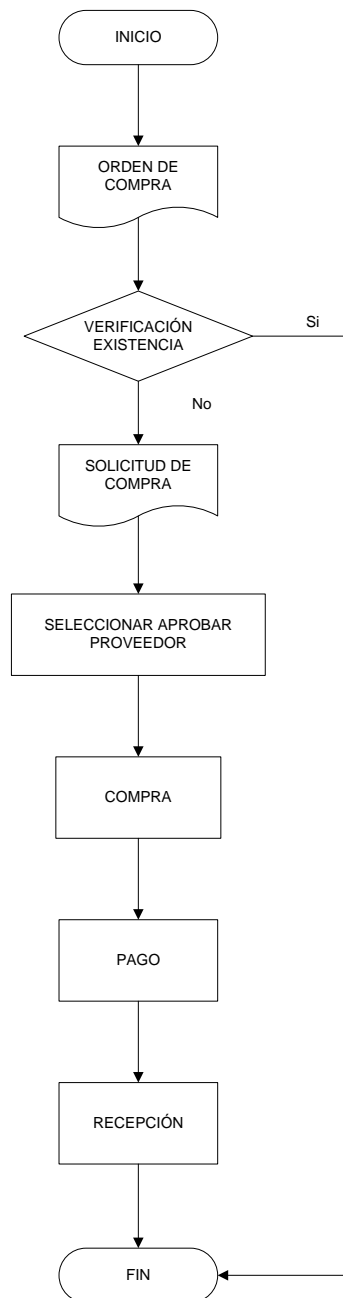 INICIO
ORDEN DE
COMPRA
VERIFICACIÓN
EXISTENCIA
Si
No
SOLICITUD DE
COMPRA
SELECCIONAR APROBAR
PROVEEDOR
COMPRA
PAGO
RECEPCIÓN
FIN